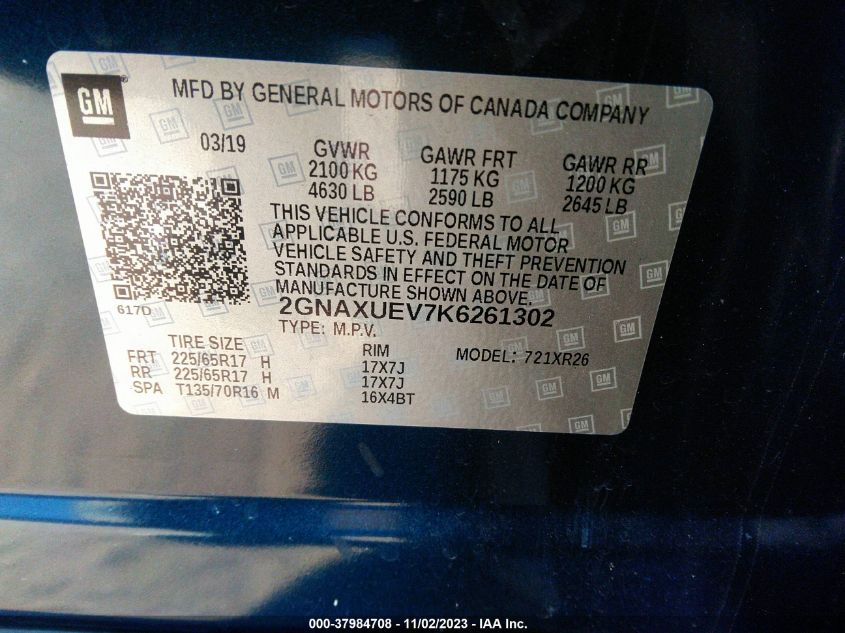 GM
MFD BY GENERAL MOTORS OF CANADA COMPANY
03/19
GVWR
2100 KG
4630 LB
GAWR FRT
1175 KG
2590 LB
GAWR RR
1200 KG
2645 LB
THIS VEHICLE CONFORMS TO ALL
APPLICABLE U.S. FEDERAL MOTOR
VEHICLE SAFETY AND THEFT PREVENTION
STANDARDS IN EFFECT ON THE DATE OF
MANUFACTURE SHOWN ABOVE.
617D
2GNAXUEV7K6261302
TYPE: M.P.V.
MODEL: 721XR26
TIRE SIZE
RIM
FRT 225/65R17 H 17X7J
RR 225/65R17 H 17X7J
SPA T135/70R16 M 16X4BT
000-37984708 - 11/02/2023 - IAA Inc.